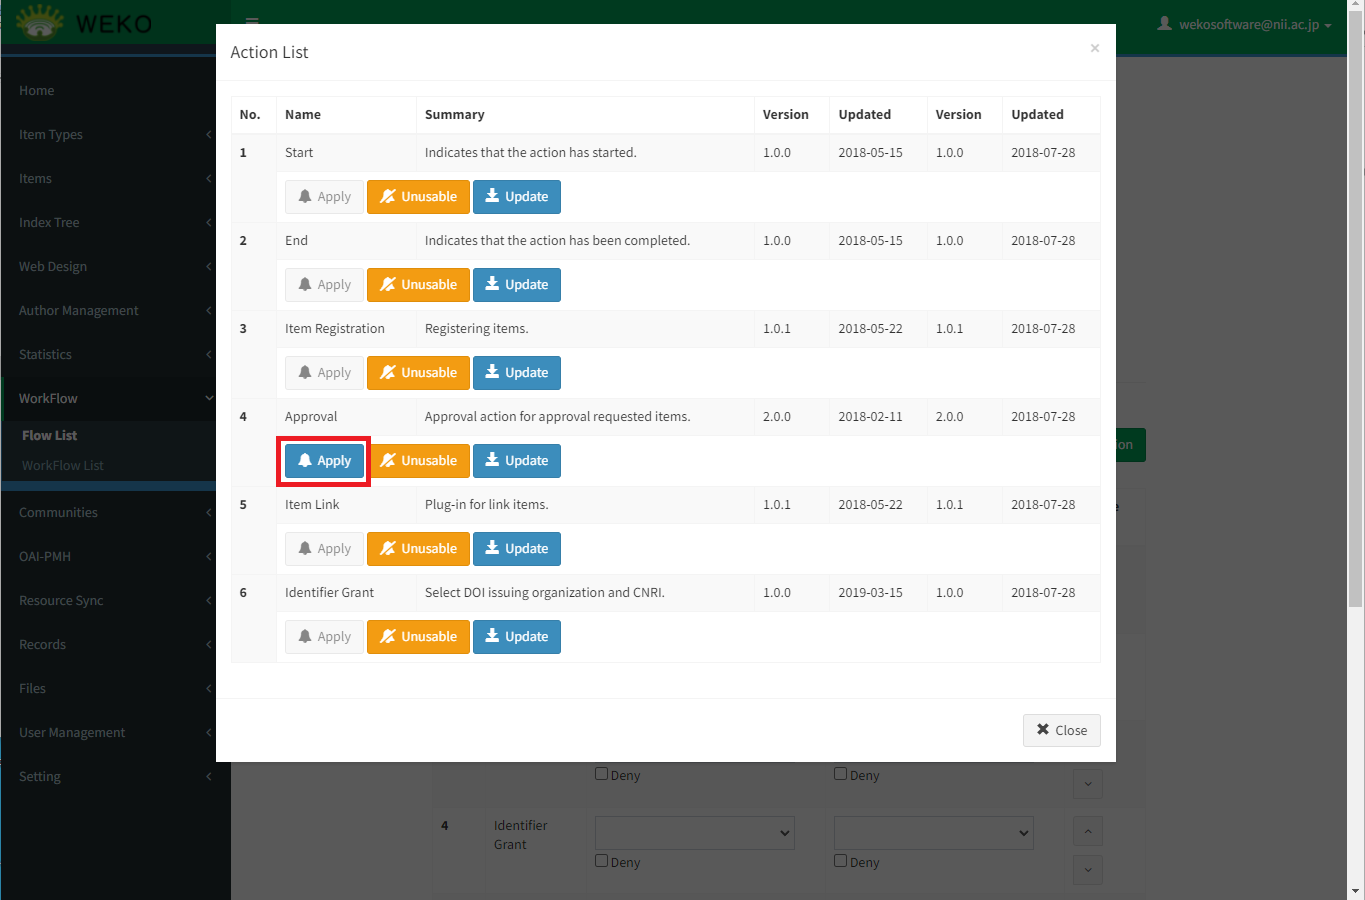 WEKO
wekosoftware@nii.ac.jp
Home
Item Types
Items
Index Tree
Web Design
Author Management
Statistics
WorkFlow
Flow List
WorkFlow List
Communities
OAI-PMH
Resource Sync
Records
Files
User Management
Setting
Action List
×
No. Name Summary Version Updated Version Updated
1 Start Indicates that the action has started. 1.0.0 2018-05-15 1.0.0 2018-07-28
Apply Unusable Update
2 End Indicates that the action has been completed. 1.0.0 2018-05-15 1.0.0 2018-07-28
Apply Unusable Update
3 Item Registration Registering items. 1.0.1 2018-05-22 1.0.1 2018-07-28
Apply Unusable Update
4 Approval Approval action for approval requested items. 2.0.0 2018-02-11 2.0.0 2018-07-28
Apply Unusable Update
5 Item Link Plug-in for link items. 1.0.1 2018-05-22 1.0.1 2018-07-28
Apply Unusable Update
6 Identifier Grant Select DOI issuing organization and CNRI. 1.0.0 2019-03-15 1.0.0 2018-07-28
Apply Unusable Update
Close
ion
e
Deny Deny
4 Identifier
Grant
Deny Deny